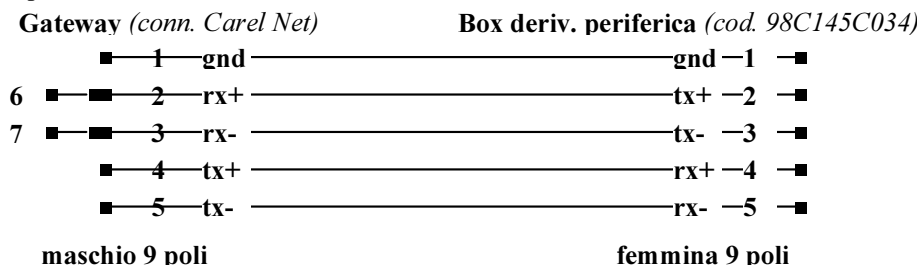 Gateway (conn. Carel Net) Box deriv. periferica (cod. 98C145C034)
1 gnd gnd 1
6 2 rx+ tx+ 2
7 3 rx- tx- 3
4 tx+ rx+ 4
5 tx- rx- 5
maschio 9 poli femmina 9 poli